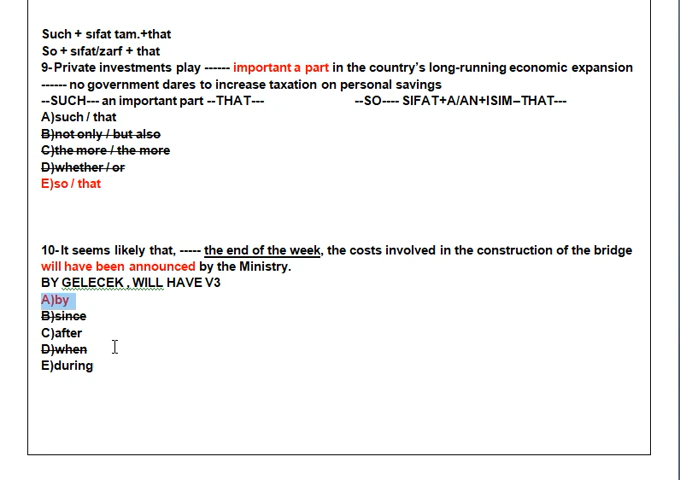 Such + sıfat tam.+that
So + sıfat/zarf + that
9- Private investments play ------ important a part in the country's long-running economic expansion
------ no government dares to increase taxation on personal savings
--SUCH--- an important part --THAT--- --SO---- SIFAT+A/AN+ISIM–THAT---
A)such / that
B)not only / but also
C)the more / the more
D)whether / or
E)so / that
10-It seems likely that, ----- the end of the week, the costs involved in the construction of the bridge
will have been announced by the Ministry.
BY GELECEK , WILL HAVE V3
A)by
B)since
C)after
D)when
E)during